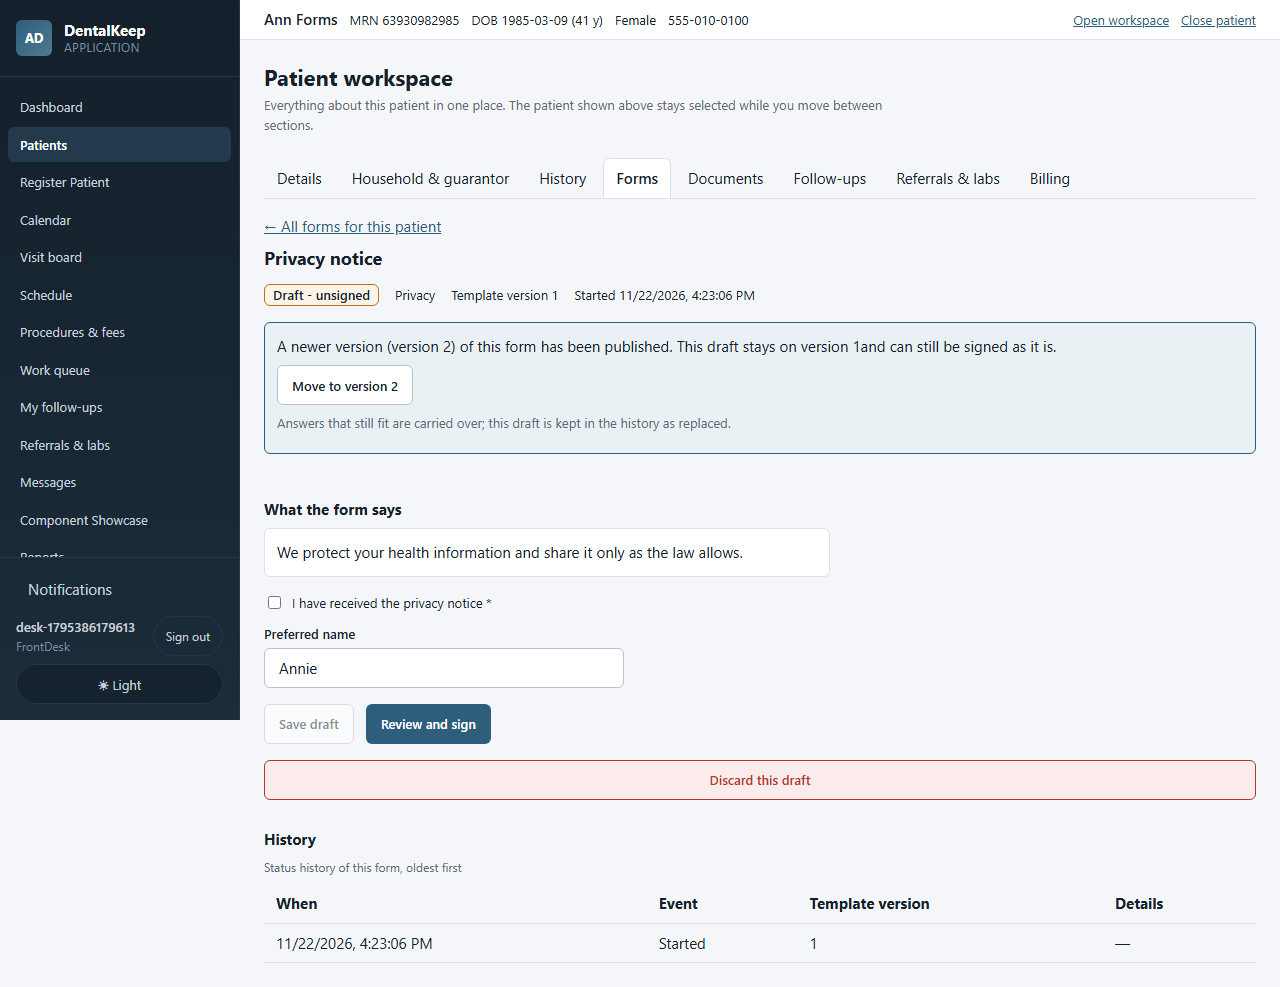 AD
DentalKeep
APPLICATION
Dashboard
Patients
Register Patient
Calendar
Visit board
Schedule
Procedures & fees
Work queue
My follow-ups
Referrals & labs
Messages
Component Showcase
Reports
Notifications
desk-1795386179613
FrontDesk
Sign out
☀ Light
Ann Forms MRN 63930982985 DOB 1985-03-09 (41 y) Female 555-010-0100
Open workspace Close patient
Patient workspace
Everything about this patient in one place. The patient shown above stays selected while you move between
sections.
Details Household & guarantor History Forms Documents Follow-ups Referrals & labs Billing
← All forms for this patient
Privacy notice
Draft - unsigned Privacy Template version 1 Started 11/22/2026, 4:23:06 PM
A newer version (version 2) of this form has been published. This draft stays on version 1and can still be signed as it is.
Move to version 2
Answers that still fit are carried over; this draft is kept in the history as replaced.
What the form says
We protect your health information and share it only as the law allows.
I have received the privacy notice *
Preferred name
Annie
Save draft Review and sign
Discard this draft
History
Status history of this form, oldest first
When Event Template version Details
11/22/2026, 4:23:06 PM Started 1 —